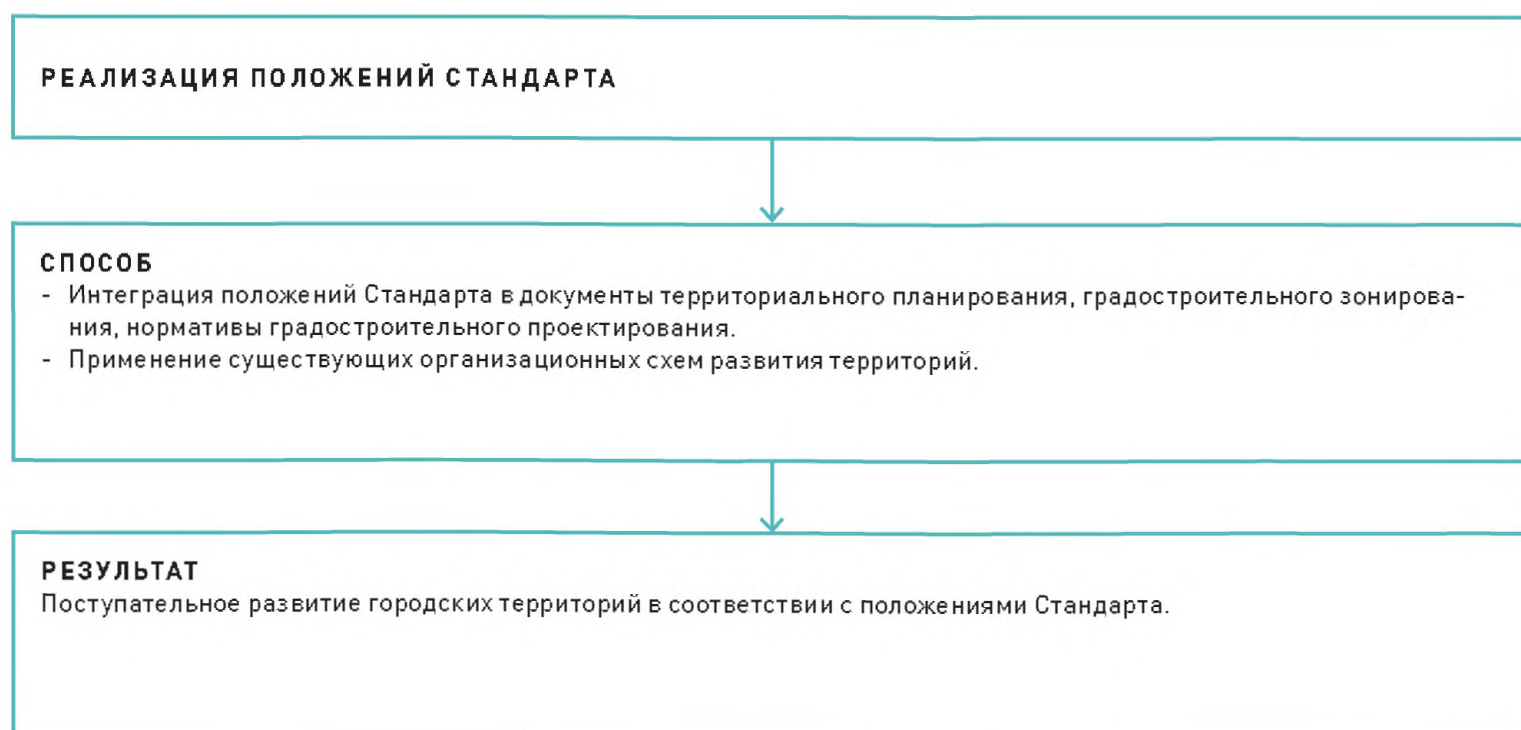 РЕАЛИЗАЦИЯ ПОЛОЖЕНИЙ СТАНДАРТА
СПОСОБ
- Интеграция положений Стандарта в документы территориального планирования, градостроительного зонирова-
ния, нормативы градостроительного проектирования.
- Применение существующих организационных схем развития территорий.
РЕЗУЛЬТАТ
Поступательное развитие городских территорий в соответствии с положениями Стандарта.